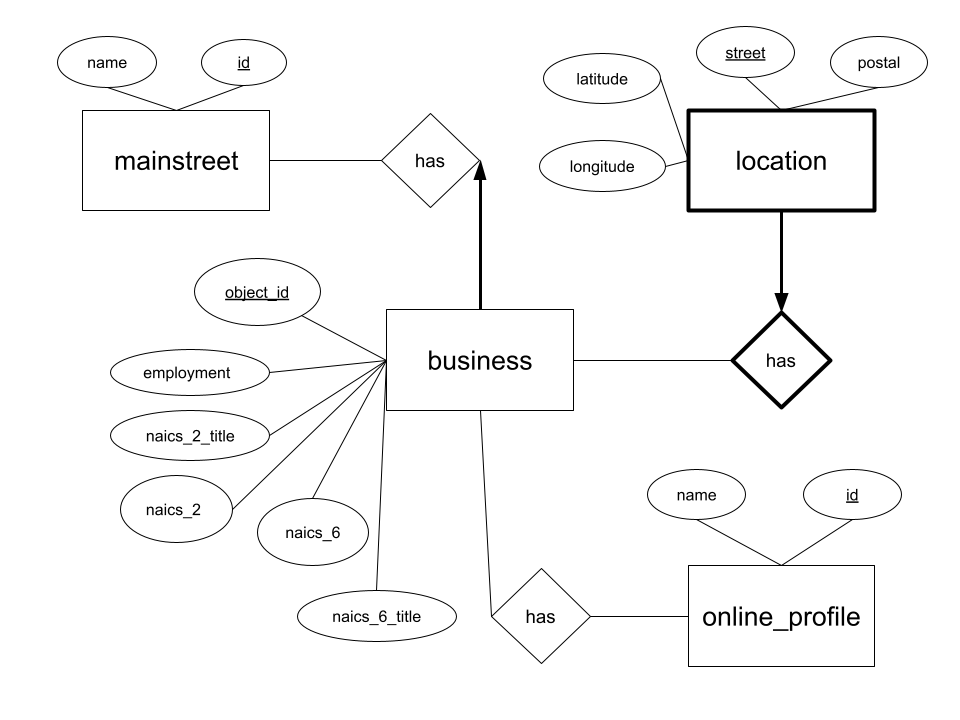 name
id
street
postal
latitude
mainstreet
has
longitude
location
object_id
business
has
employment
naics_2_title
naics_2
naics_6
name
id
naics_6_title
has
online_profile